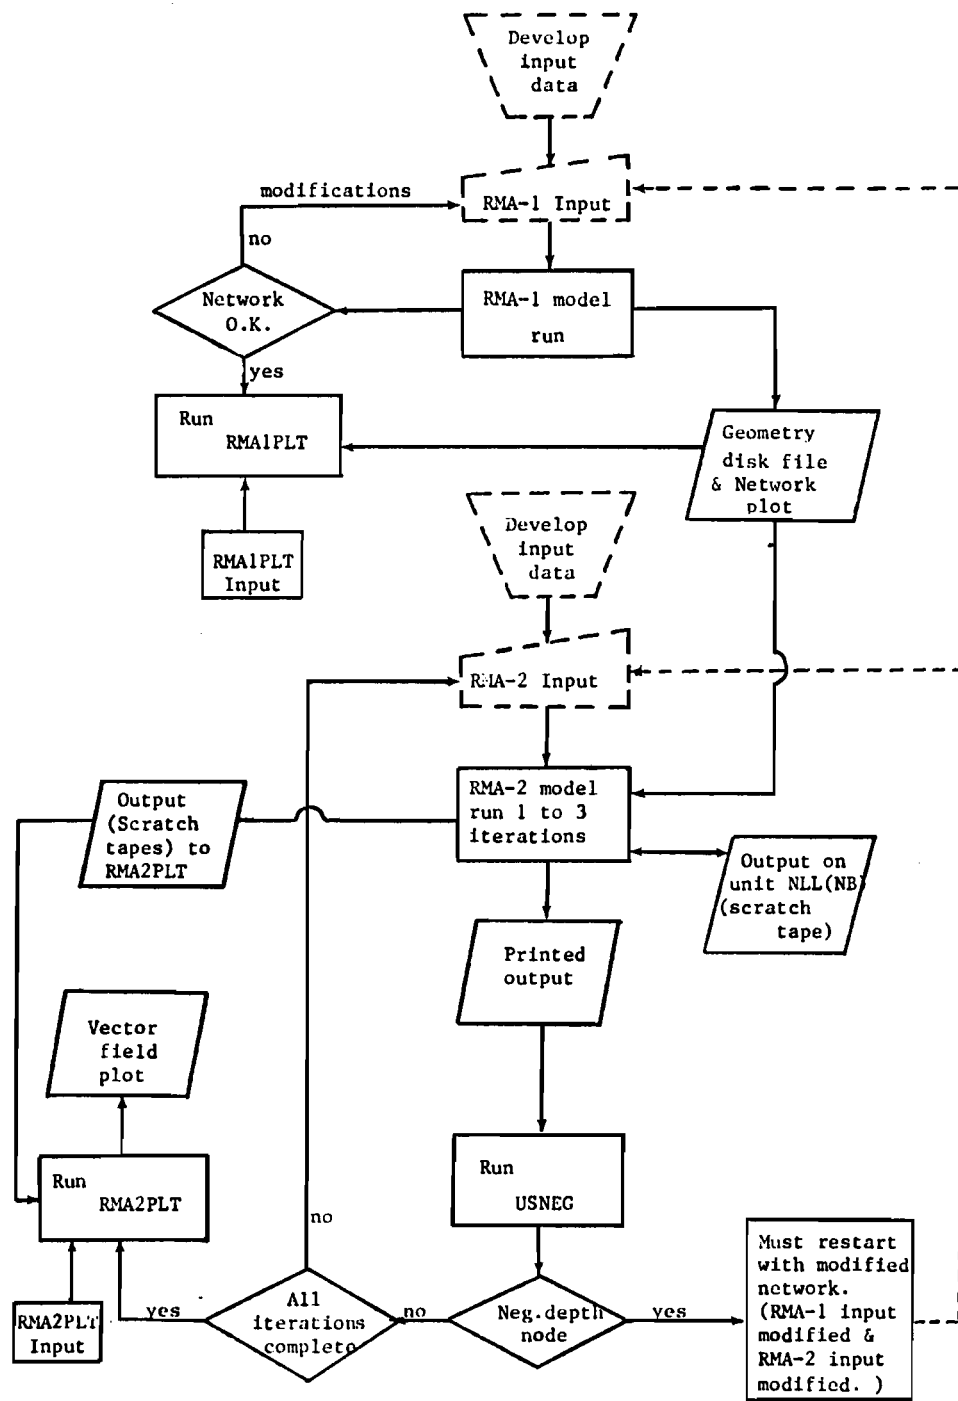 Develop
input
data
modifications
RMA-1 Input
no
Network
O.K.
RMA-1 model
run
yes
Run
RMA1PLT
Geometry
disk file
& Network
plot
RMA1PLT
Input
Develop
input
data
RMA-2 Input
Output
(Scratch
tapes) to
RMA2PLT
RMA-2 model
run 1 to 3
iterations
Output on
unit NLL(NB)
(scratch
tape)
Printed
output
Vector
field
plot
Run
RMA2PLT
Run
USNEG
no
RMA2PLT
Input
yes
All
iterations
complete
no
Neg.depth
node
yes
Must restart
with modified
network.
(RMA-1 input
modified &
RMA-2 input
modified. )